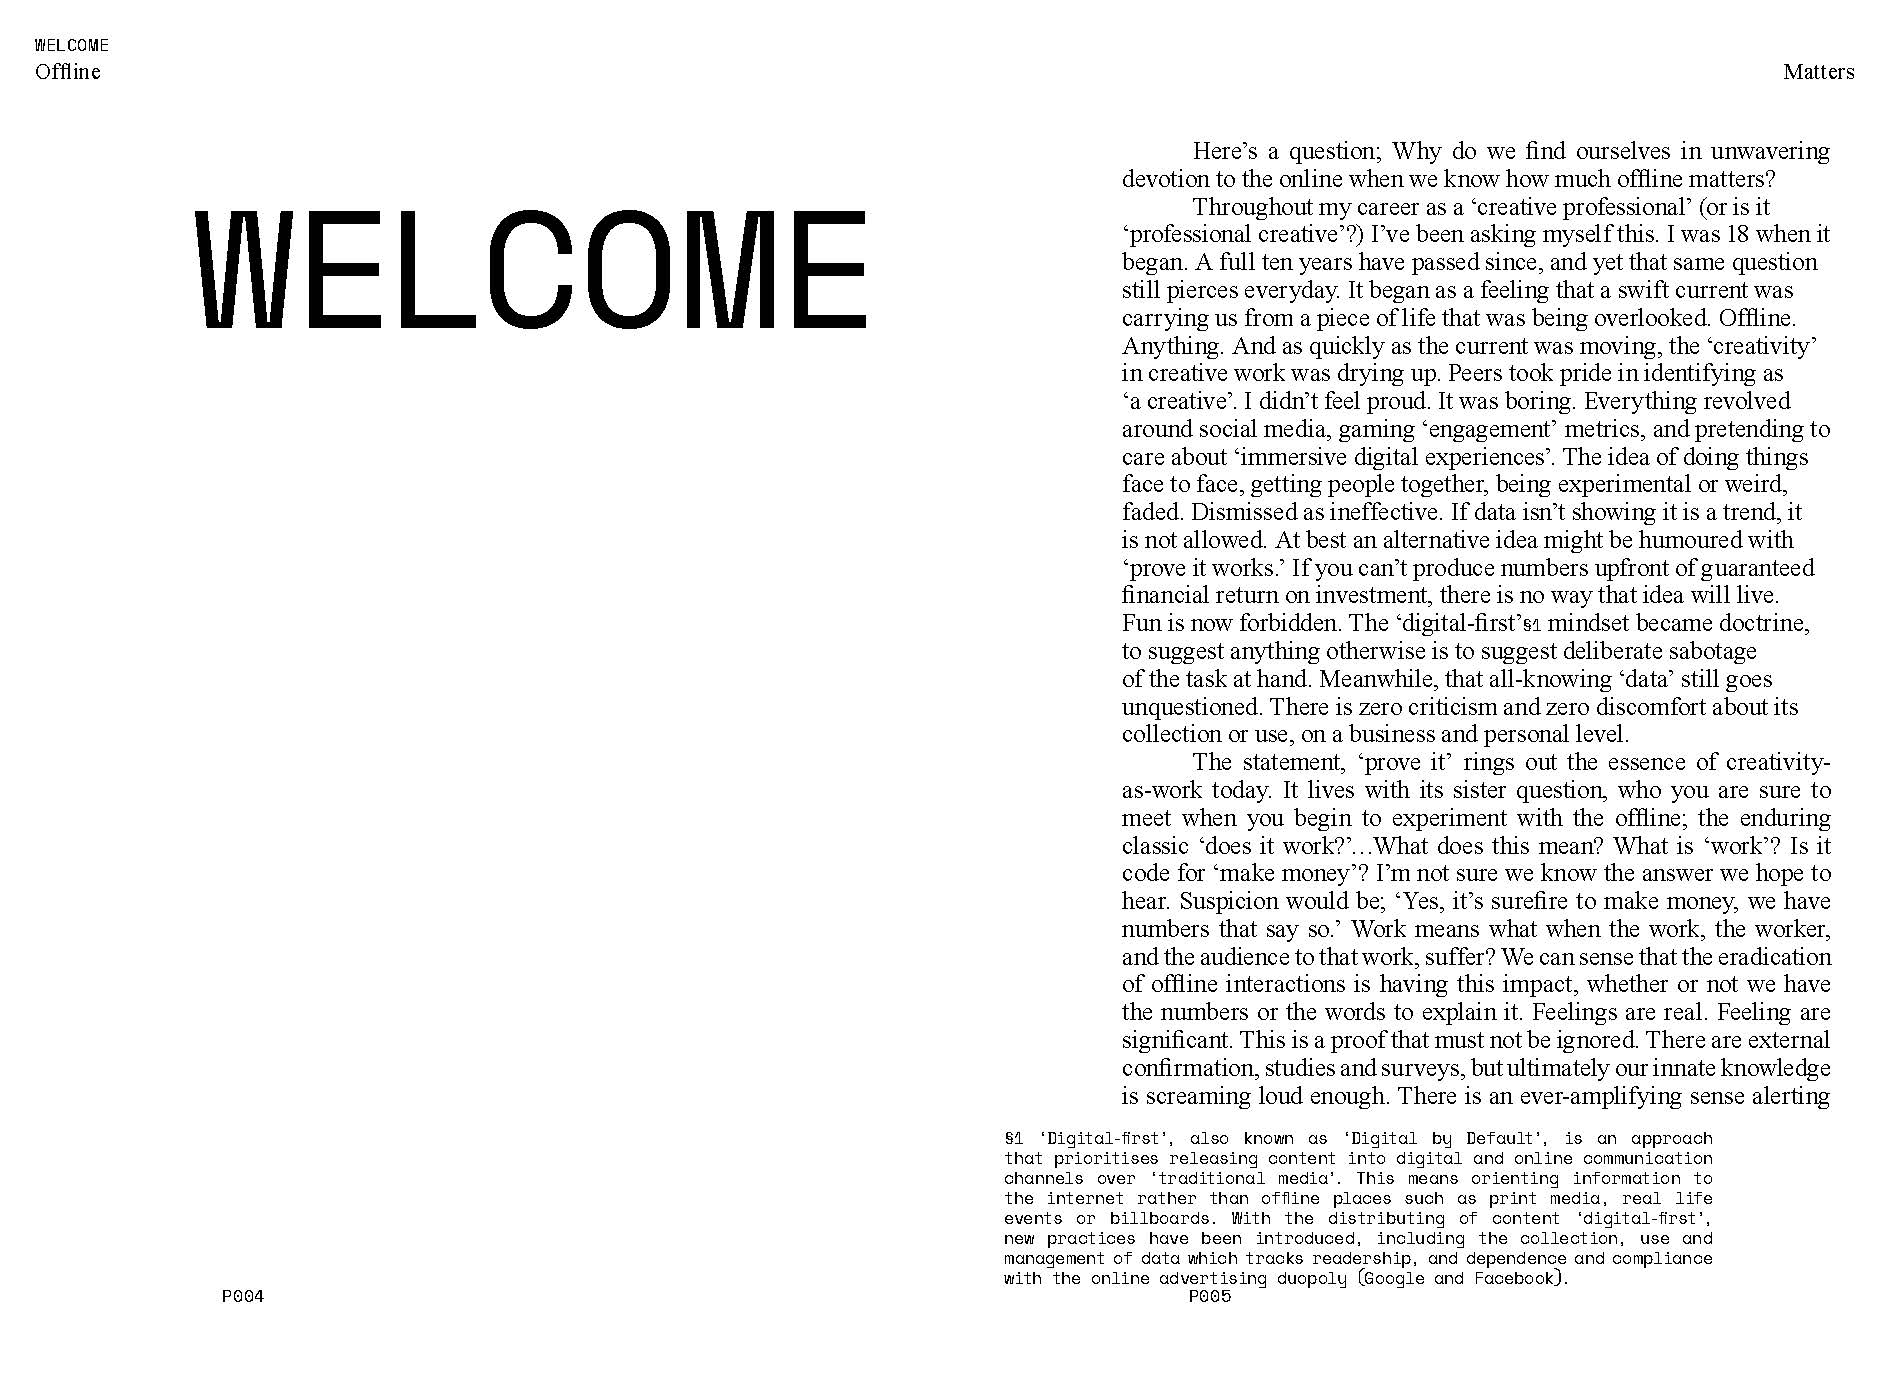 WELCOME
Offline
Matters
WELCOME
Here’s a question; Why do we find ourselves in unwavering
devotion to the online when we know how much offline matters?
Throughout my career as a ‘creative professional’ (or is it
‘professional creative’?) I’ve been asking myself this. I was 18 when it
began. A full ten years have passed since, and yet that same question
still pierces everyday. It began as a feeling that a swift current was
carrying us from a piece of life that was being overlooked. Offline.
Anything. And as quickly as the current was moving, the ‘creativity’
in creative work was drying up. Peers took pride in identifying as
‘a creative’. I didn’t feel proud. It was boring. Everything revolved
around social media, gaming ‘engagement’ metrics, and pretending to
care about ‘immersive digital experiences’. The idea of doing things
face to face, getting people together, being experimental or weird,
faded. Dismissed as ineffective. If data isn’t showing it is a trend, it
is not allowed. At best an alternative idea might be humoured with
‘prove it works.’ If you can’t produce numbers upfront of guaranteed
financial return on investment, there is no way that idea will live.
Fun is now forbidden. The ‘digital-first’§1 mindset became doctrine,
to suggest anything otherwise is to suggest deliberate sabotage
of the task at hand. Meanwhile, that all-knowing ‘data’ still goes
unquestioned. There is zero criticism and zero discomfort about its
collection or use, on a business and personal level.
The statement, ‘prove it’ rings out the essence of creativity-
as-work today. It lives with its sister question, who you are sure to
meet when you begin to experiment with the offline; the enduring
classic ‘does it work?’…What does this mean? What is ‘work’? Is it
code for ‘make money’? I’m not sure we know the answer we hope to
hear. Suspicion would be; ‘Yes, it’s surefire to make money, we have
numbers that say so.’ Work means what when the work, the worker,
and the audience to that work, suffer? We can sense that the eradication
of offline interactions is having this impact, whether or not we have
the numbers or the words to explain it. Feelings are real. Feeling are
significant. This is a proof that must not be ignored. There are external
confirmation, studies and surveys, but ultimately our innate knowledge
is screaming loud enough. There is an ever-amplifying sense alerting
§1 ‘Digital-first’, also known as ‘Digital by Default’, is an approach
that prioritises releasing content into digital and online communication
channels over ‘traditional media’. This means orienting information to
the internet rather than offline places such as print media, real life
events or billboards. With the distributing of content ‘digital-first’,
new practices have been introduced, including the collection, use and
management of data which tracks readership, and dependence and compliance
with the online advertising duopoly (Google and Facebook).
P004
P005